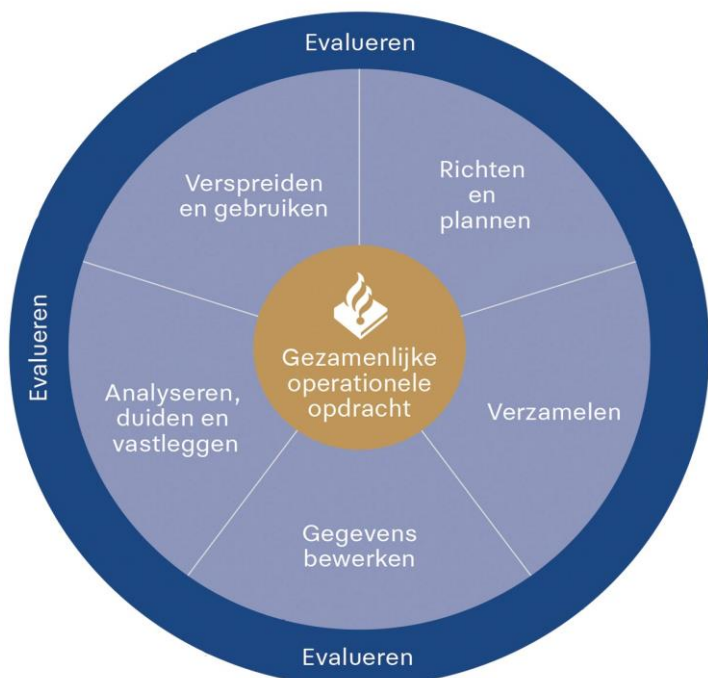 Evalueren
Richten
en
plannen
Verzamelen
Gegevens
bewerken
Analyseren,
duiden en
vastleggen
Verspreiden
en gebruiken
Gezamenlijke
operationele
opdracht
Evalueren
Evalueren